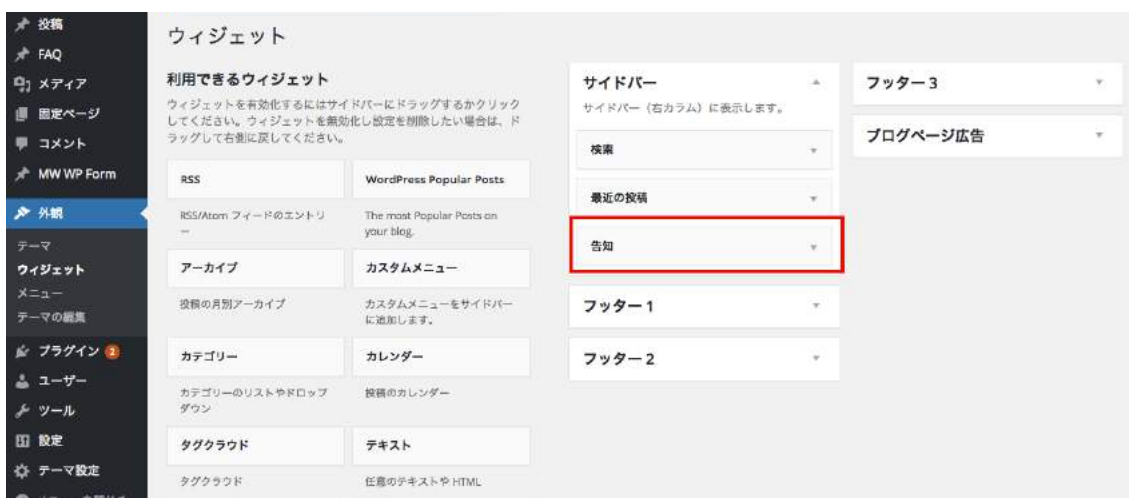 投稿
FAQ
メディア
固定ページ
コメント
MW WP Form
外観
テーマ
ウィジェット
メニュー
テーマの編集
プラグイン 2
ユーザー
ツール
設定
テーマ設定
ウィジェット
利用できるウィジェット
ウィジェットを有効化するにはサイドバーにドラッグするかクリック
してください。ウィジェットを無効化し設定を削除したい場合は、ド
ラッグして右側に戻してください。
RSS
RSS/Atom フィードのエントリ
ー
WordPress Popular Posts
The most Popular Posts on
your blog.
アーカイブ
投稿の月別アーカイブ
カスタムメニュー
カスタムメニューをサイドバー
に追加します。
カテゴリー
カテゴリーのリストやドロップ
ダウン
カレンダー
投稿のカレンダー
タグクラウド
タグクラウド
テキスト
任意のテキストや HTML
サイドバー
サイドバー（右カラム）に表示します。
検索
最近の投稿
告知
フッター 1
フッター 2
フッター 3
ブログページ広告